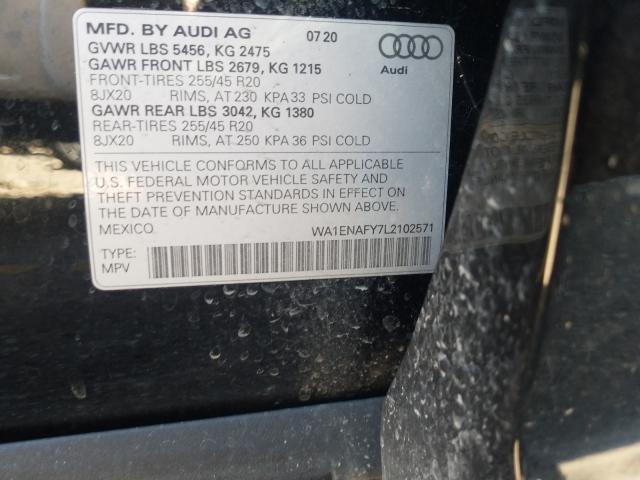 MFD. BY AUDI AG 07 20
GVWR LBS 5456, KG 2475
GAWR FRONT LBS 2679, KG 1215
FRONT-TIRES 255/45 R20
8JX20 RIMS, AT 230 KPA 33 PSI COLD
GAWR REAR LBS 3042, KG 1380
REAR-TIRES 255/45 R20
8JX20 RIMS, AT 250 KPA 36 PSI COLD
Audi
THIS VEHICLE CONFORMS TO ALL APPLICABLE
U.S. FEDERAL MOTOR VEHICLE SAFETY AND
THEFT PREVENTION STANDARDS IN EFFECT ON
THE DATE OF MANUFACTURE SHOWN ABOVE.
MEXICO WA1ENAFY7L2102571
TYPE:
MPV